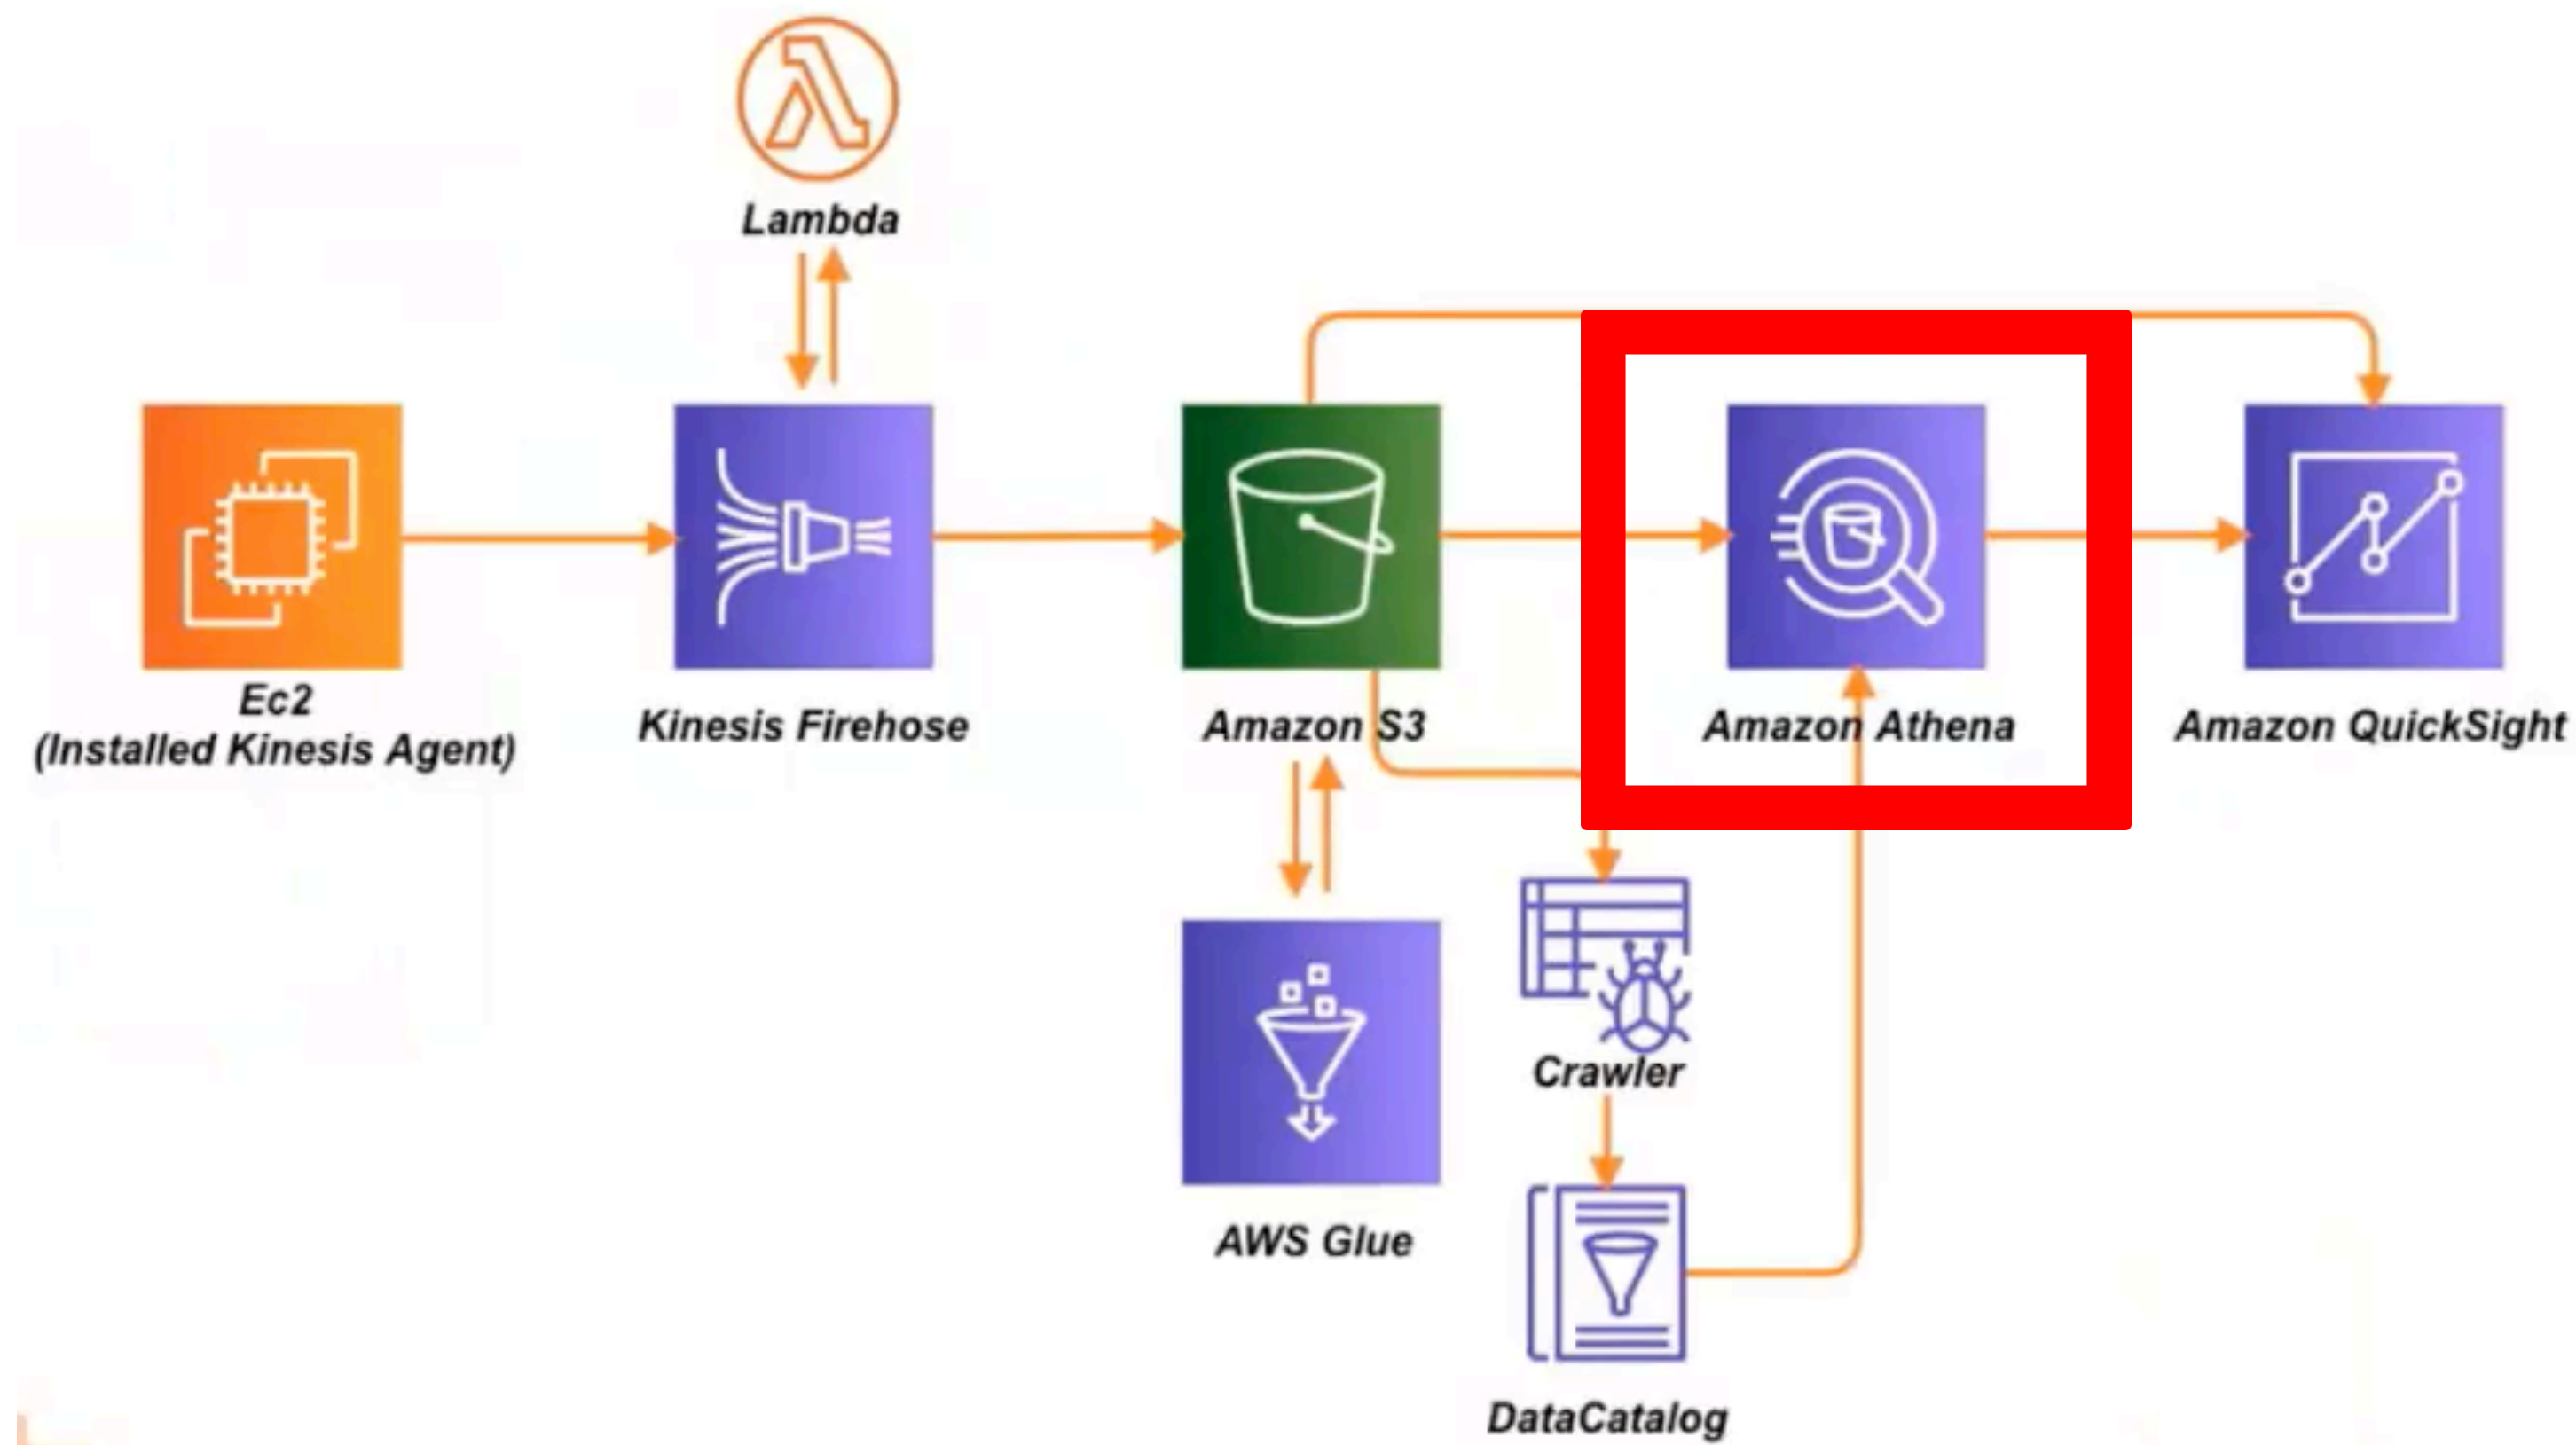 Lambda
Ec2
(Installed Kinesis Agent)
Kinesis Firehose
Amazon S3
Amazon Athena
Amazon QuickSight
Crawler
AWS Glue
DataCatalog